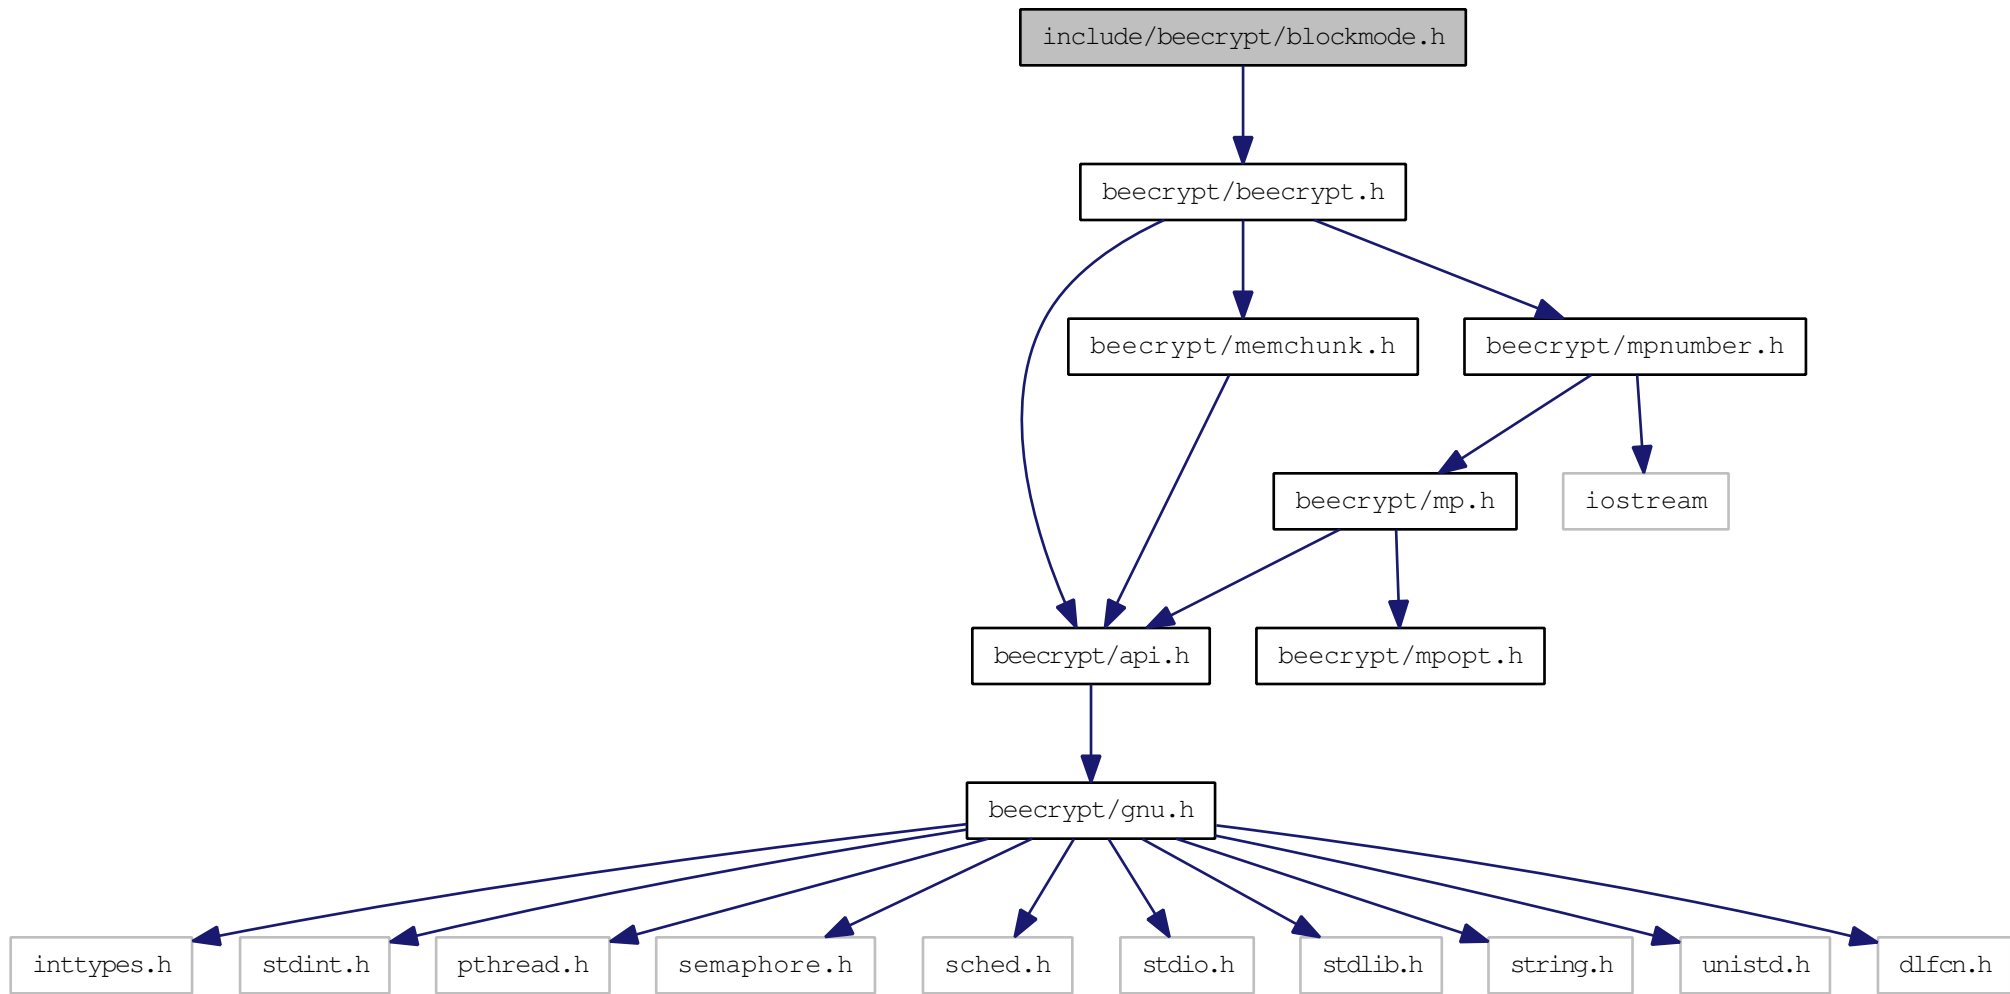 include/beecrypt/blockmode.h
beecrypt/beecrypt.h
beecrypt/memchunk.h
beecrypt/mpnumber.h
beecrypt/mp.h
iostream
beecrypt/api.h
beecrypt/mpopt.h
beecrypt/gnu.h
inttypes.h
stdint.h
pthread.h
semaphore.h
sched.h
stdio.h
stdlib.h
string.h
unistd.h
dlfcn.h